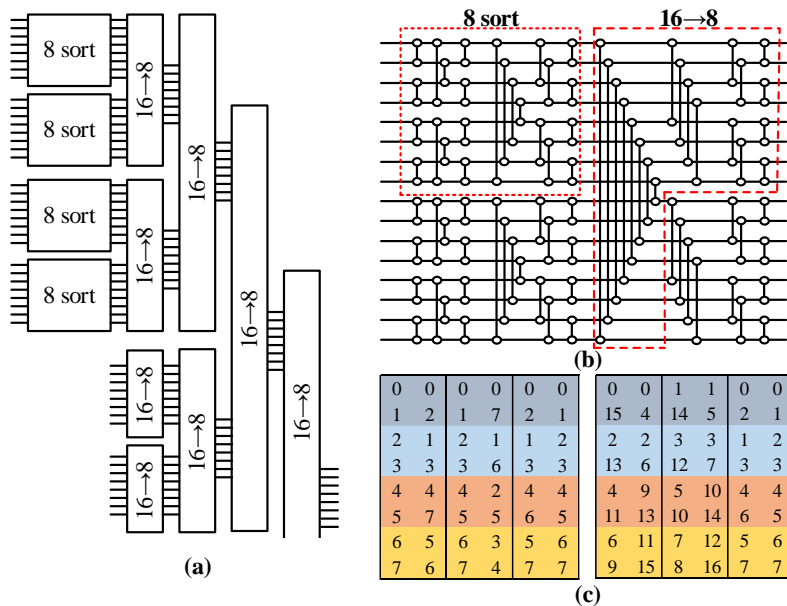 8 sort
8 sort
8 sort
8 sort
16→8
16→8
16→8
16→8
16→8
16→8
16→8
16→8
(a)
8 sort 16→8
(b)
0 0 0 0 0 0 0 0 1 1 0 0
1 2 1 7 2 1 15 4 14 5 2 1
2 1 2 1 1 2 2 2 3 3 1 2
3 3 3 6 3 3 13 6 12 7 3 3
4 4 4 2 4 4 4 9 5 10 4 4
5 7 5 5 6 5 11 13 10 14 6 5
6 5 6 3 5 6 6 11 7 12 5 6
7 6 7 4 7 7 9 15 8 16 7 7
(c)